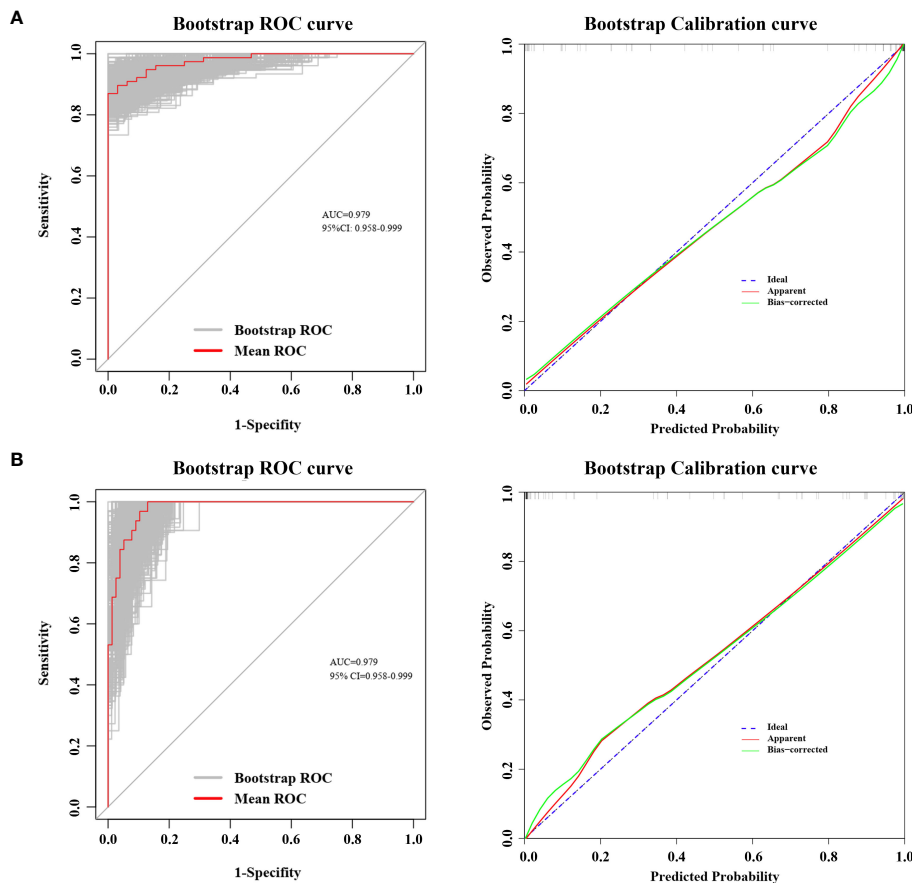 A
Bootstrap ROC curve
Sensitivity
0.0 0.2 0.4 0.6 0.8 1.0
AUC=0.979
95%CI: 0.958-0.999
Bootstrap ROC
Mean ROC
0.0 0.2 0.4 0.6 0.8 1.0
1-Specifity
Bootstrap Calibration curve
Observed Probability
0.0 0.2 0.4 0.6 0.8 1.0
Ideal
Apparent
Bias-corrected
0.0 0.2 0.4 0.6 0.8 1.0
Predicted Probability
B
Bootstrap ROC curve
Sensitivity
0.0 0.2 0.4 0.6 0.8 1.0
AUC=0.979
95% CI=0.958-0.999
Bootstrap ROC
Mean ROC
0.0 0.2 0.4 0.6 0.8 1.0
1-Specifity
Bootstrap Calibration curve
Observed Probability
0.0 0.2 0.4 0.6 0.8 1.0
Ideal
Apparent
Bias-corrected
0.0 0.2 0.4 0.6 0.8 1.0
Predicted Probability